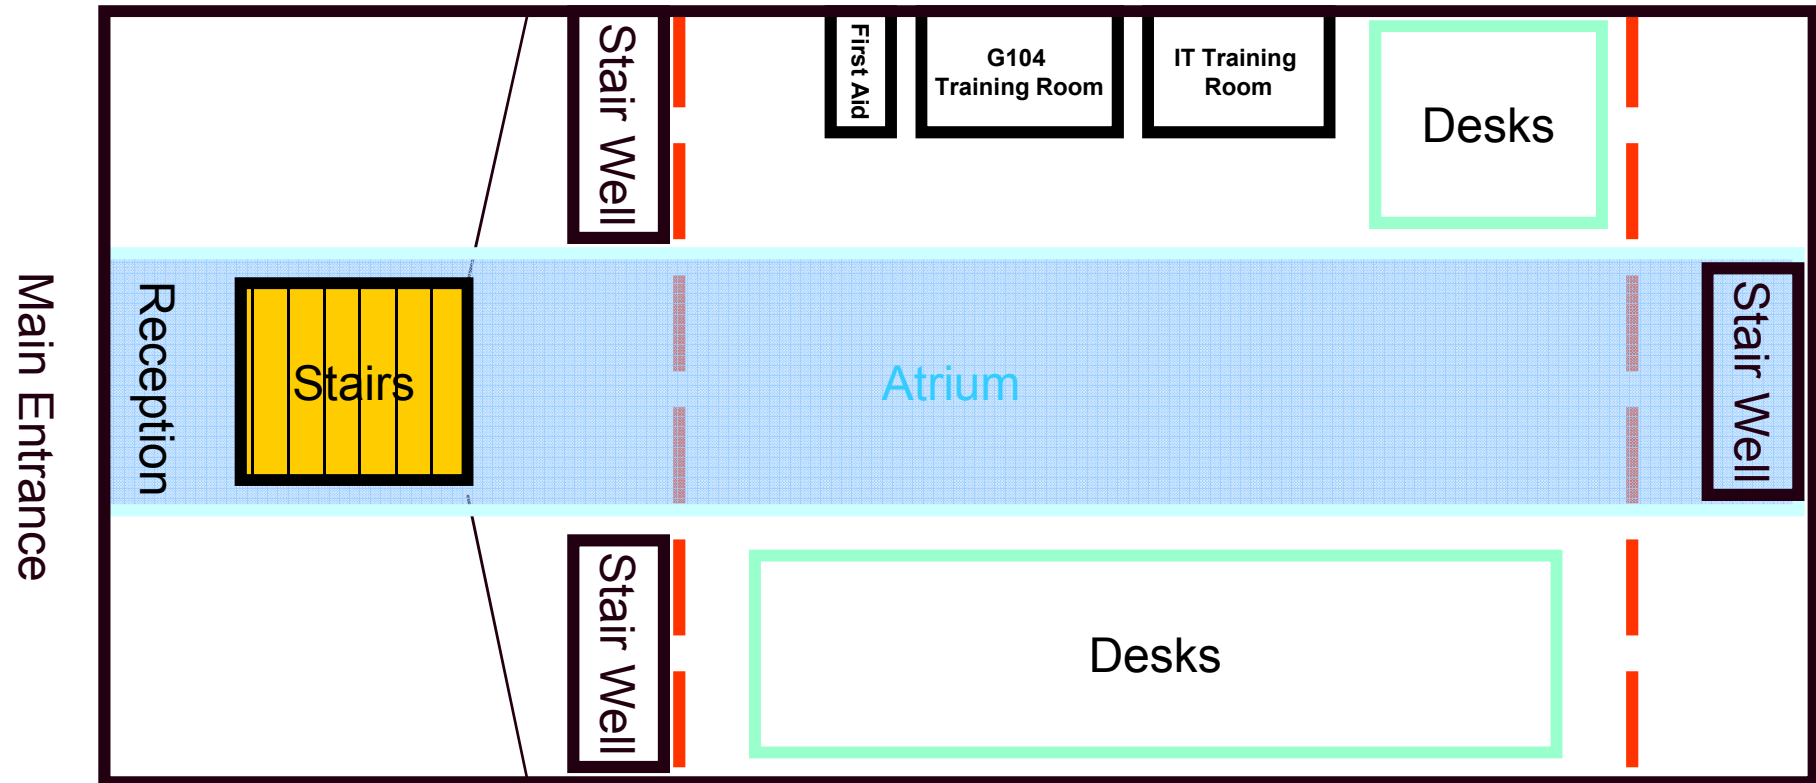 Main Entrance
Reception
Stairs
Stair Well
First Aid
G104
Training Room
IT Training
Room
Desks
Atrium
Stair Well
Stair Well
Desks